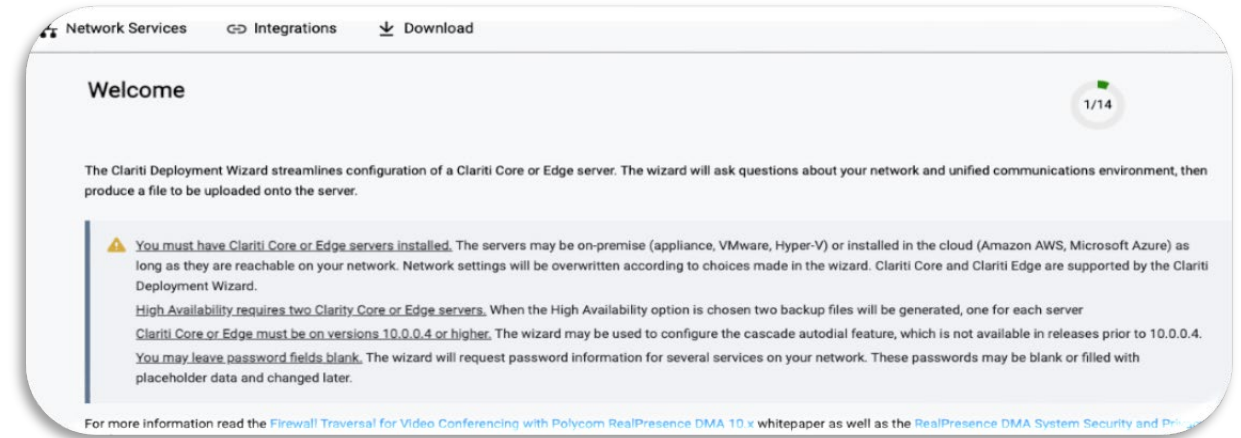 Network Services Integrations Download
Welcome
1/14
The Clariti Deployment Wizard streamlines configuration of a Clariti Core or Edge server. The wizard will ask questions about your network and unified communications environment, then
produce a file to be uploaded onto the server.
You must have Clariti Core or Edge servers installed. The servers may be on-premise (appliance, VMware, Hyper-V) or installed in the cloud (Amazon AWS, Microsoft Azure) as
long as they are reachable on your network. Network settings will be overwritten according to choices made in the wizard. Clariti Core and Clariti Edge are supported by the Clariti
Deployment Wizard.
High Availability requires two Clarity Core or Edge servers. When the High Availability option is chosen two backup files will be generated, one for each server
Clariti Core or Edge must be on versions 10.0.0.4 or higher. The wizard may be used to configure the cascade autodial feature, which is not available in releases prior to 10.0.0.4.
You may leave password fields blank. The wizard will request password information for several services on your network. These passwords may be blank or filled with
placeholder data and changed later.
For more information read the Firewall Traversal for Video Conferencing with Polycom RealPresence DMA 10.x whitepaper as well as the RealPresence DMA System Security and